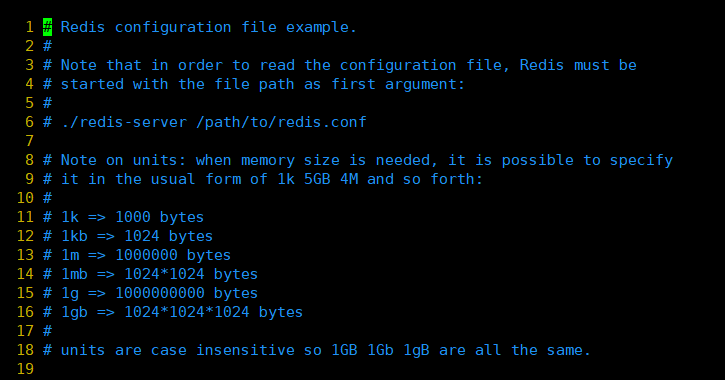 1 # Redis configuration file example.
2 #
3 # Note that in order to read the configuration file, Redis must be
4 # started with the file path as first argument:
5 #
6 # ./redis-server /path/to/redis.conf
7
8 # Note on units: when memory size is needed, it is possible to specify
9 # it in the usual form of 1k 5GB 4M and so forth:
10 #
11 # 1k => 1000 bytes
12 # 1kb => 1024 bytes
13 # 1m => 1000000 bytes
14 # 1mb => 1024*1024 bytes
15 # 1g => 1000000000 bytes
16 # 1gb => 1024*1024*1024 bytes
17 #
18 # units are case insensitive so 1GB 1Gb 1gB are all the same.
19